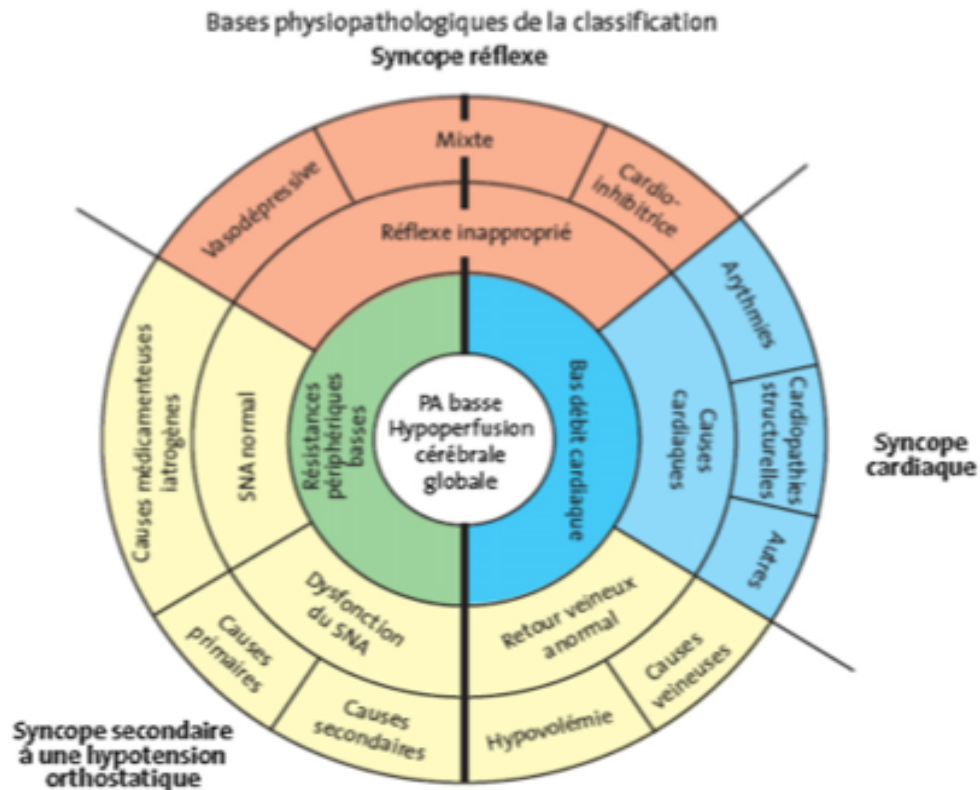 Bases physiopathologiques de la classification
Syncope réflexe
Mixte
Vasodépressive
Cardio-
inhibitrice
Réflexe inapproprié
Arythmies
Causes médicamenteuses
iatrogènes
SNA normal
Résistances
périphériques
basses
PA basse
Hypoperfusion
cérébrale
globale
Bas débit cardiaque
Causes
cardiaques
Cardiopathies
structurelles
Syncope
cardiaque
Autres
Dysfonction
du SNA
Retour veineux
anormal
Causes
primaires
Causes
secondaires
Hypovolémie
Causes
veineuses
Syncope secondaire
á une hypotension
orthostatique